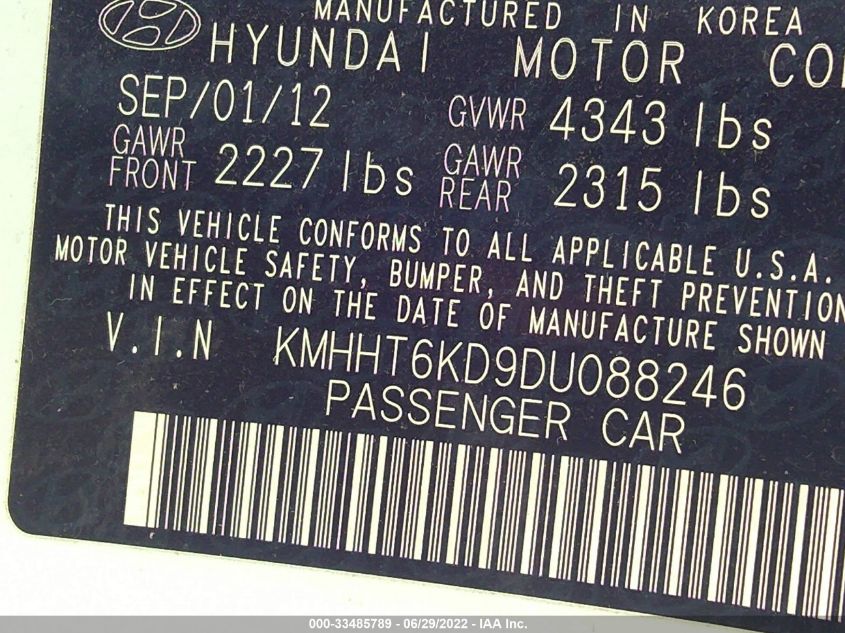 MANUFACTURED IN KOREA
HYUNDAI MOTOR CO
SEP/01/12 GVWR 4343 lbs
GAWR FRONT 2227 lbs GAWR REAR 2315 lbs
THIS VEHICLE CONFORMS TO ALL APPLICABLE U.S.A.
MOTOR VEHICLE SAFETY, BUMPER, AND THEFT PREVENTION
IN EFFECT ON THE DATE OF MANUFACTURE SHOWN
V.I.N KMHHT6KD9DU088246
PASSENGER CAR
000-33485789 - 06/29/2022 - IAA Inc.